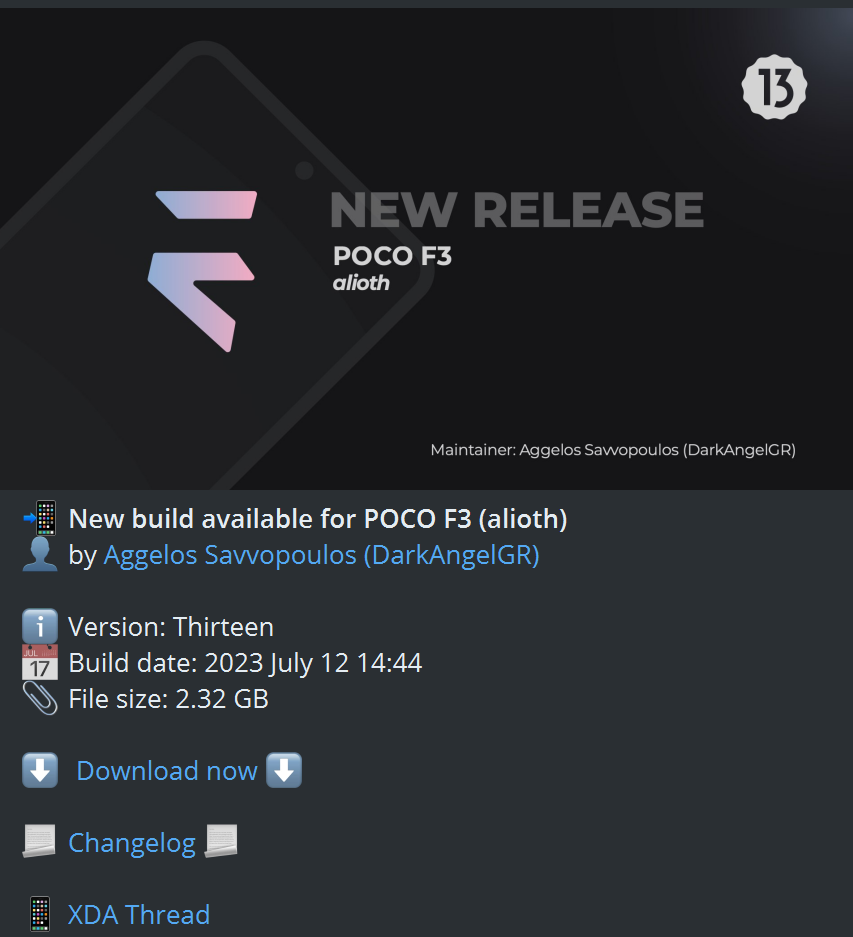 13
NEW RELEASE
POCO F3
alioth
Maintainer: Aggelos Savvopoulos (DarkAngelGR)
New build available for POCO F3 (alioth)
by Aggelos Savvopoulos (DarkAngelGR)
Version: Thirteen
JUL
17
Build date: 2023 July 12 14:44
File size: 2.32 GB
Download now
Changelog
XDA Thread